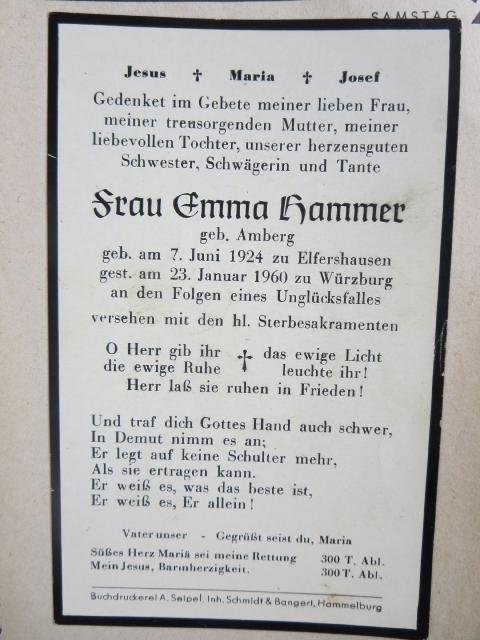 SAMSTAG
Jesus ✝ Maria ✝ Josef
Gedenket im Gebete meiner lieben Frau,
meiner treusorgenden Mutter, meiner
liebevollen Tochter, unserer herzensguten
Schwester, Schwägerin und Tante
Frau Emma Hammer
geb. Amberg
geb. am 7. Juni 1924 zu Elfershausen
gest. am 23. Januar 1960 zu Würzburg
an den Folgen eines Unglücksfalles
versehen mit den hl. Sterbesakramenten
O Herr gib ihr ✝ das ewige Licht
die ewige Ruhe leuchte ihr!
Herr laß sie ruhen in Frieden!
Und traf dich Gottes Hand auch schwer,
In Demut nimm es an;
Er legt auf keine Schulter mehr,
Als sie ertragen kann.
Er weiß es, was das beste ist,
Er weiß es, Er allein!
Vater unser - Gegrüßt seist du, Maria
Süßes Herz Mariä sei meine Rettung 300 T. Abl.
Mein Jesus, Barmherzigkeit. 300 T. Abl.
Buchdruckerei A. Seipel, Inh. Schmidt & Bangert, Hammelburg